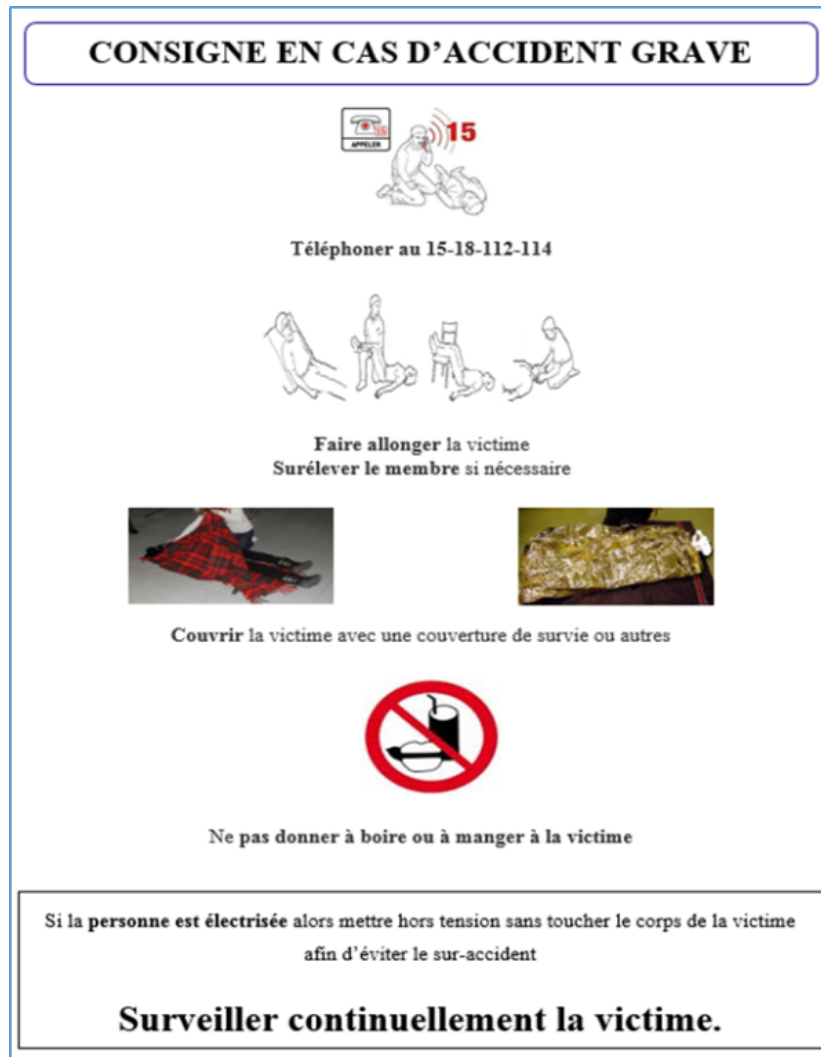 CONSIGNE EN CAS D’ACCIDENT GRAVE
15
15
APPELER
Téléphoner au 15-18-112-114
Faire allonger la victime
Surélever le membre si nécessaire
Couvrir la victime avec une couverture de survie ou autres
Ne pas donner à boire ou à manger à la victime
Si la personne est électrisée alors mettre hors tension sans toucher le corps de la victime
afin d’éviter le sur-accident
Surveiller continuellement la victime.